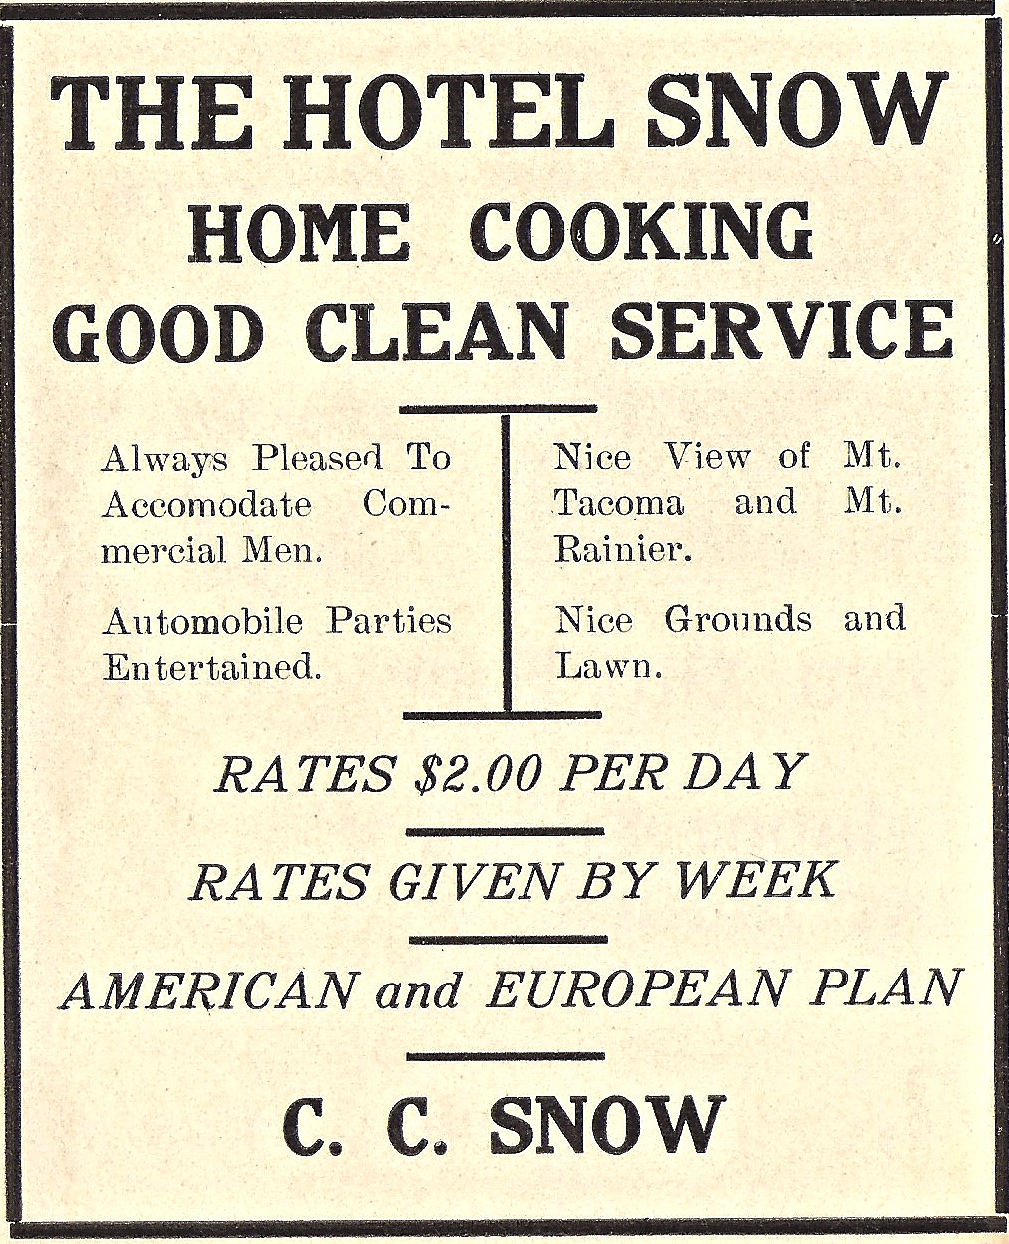 THE HOTEL SNOW
HOME COOKING
GOOD CLEAN SERVICE
Always Pleased To
Accomodate Com-
mercial Men.
Automobile Parties
Entertained.
Nice View of Mt.
Tacoma and Mt.
Rainier.
Nice Grounds and
Lawn.
RATES $2.00 PER DAY
RATES GIVEN BY WEEK
AMERICAN and EUROPEAN PLAN
C. C. SNOW